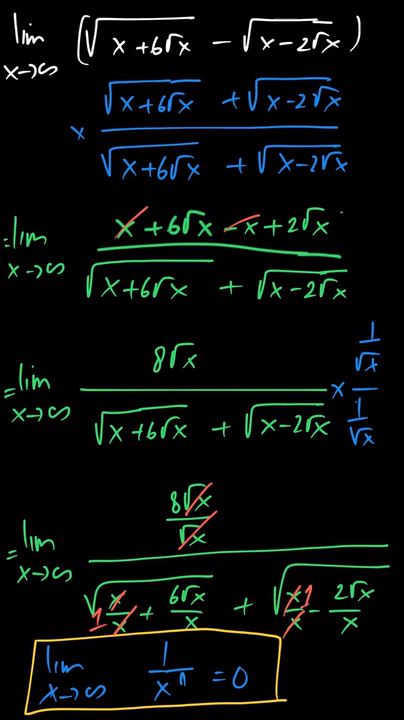 lim x→∞ (√(x+6√x) − √(x−2√x))
× (√(x+6√x) + √(x−2√x)) / (√(x+6√x) + √(x−2√x))
= lim x→∞ (x + 6√x − x + 2√x) / (√(x+6√x) + √(x−2√x))
= lim x→∞ 8√x / (√(x+6√x) + √(x−2√x)) × (1/√x) / (1/√x)
= lim x→∞ (8√x / √x) / (√(x/x 1 + 6√x/x) + √(x/x 1 − 2√x/x))
lim x→∞ 1/xⁿ = 0